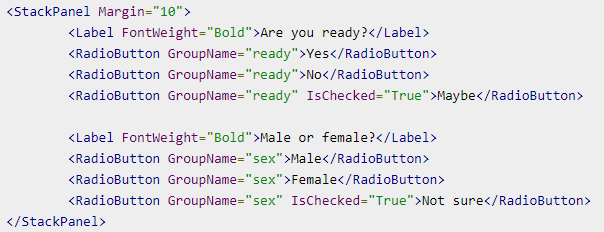 <StackPanel Margin="10">
<Label FontWeight="Bold">Are you ready?</Label>
<RadioButton GroupName="ready">Yes</RadioButton>
<RadioButton GroupName="ready">No</RadioButton>
<RadioButton GroupName="ready" IsChecked="True">Maybe</RadioButton>
<Label FontWeight="Bold">Male or female?</Label>
<RadioButton GroupName="sex">Male</RadioButton>
<RadioButton GroupName="sex">Female</RadioButton>
<RadioButton GroupName="sex" IsChecked="True">Not sure</RadioButton>
</StackPanel>